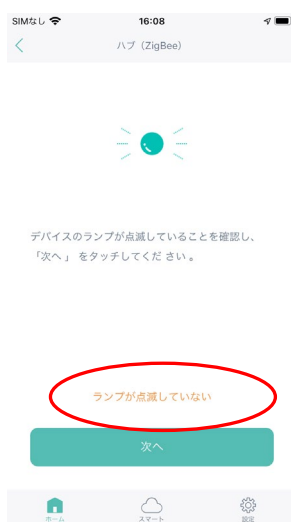 SIMなし 16:08
ハブ（ZigBee）
デバイスのランプが点滅していることを確認し、
「次へ 」 をタッチしてくだ さい 。
ランプが点滅していない
次へ
ホーム スマート 設定